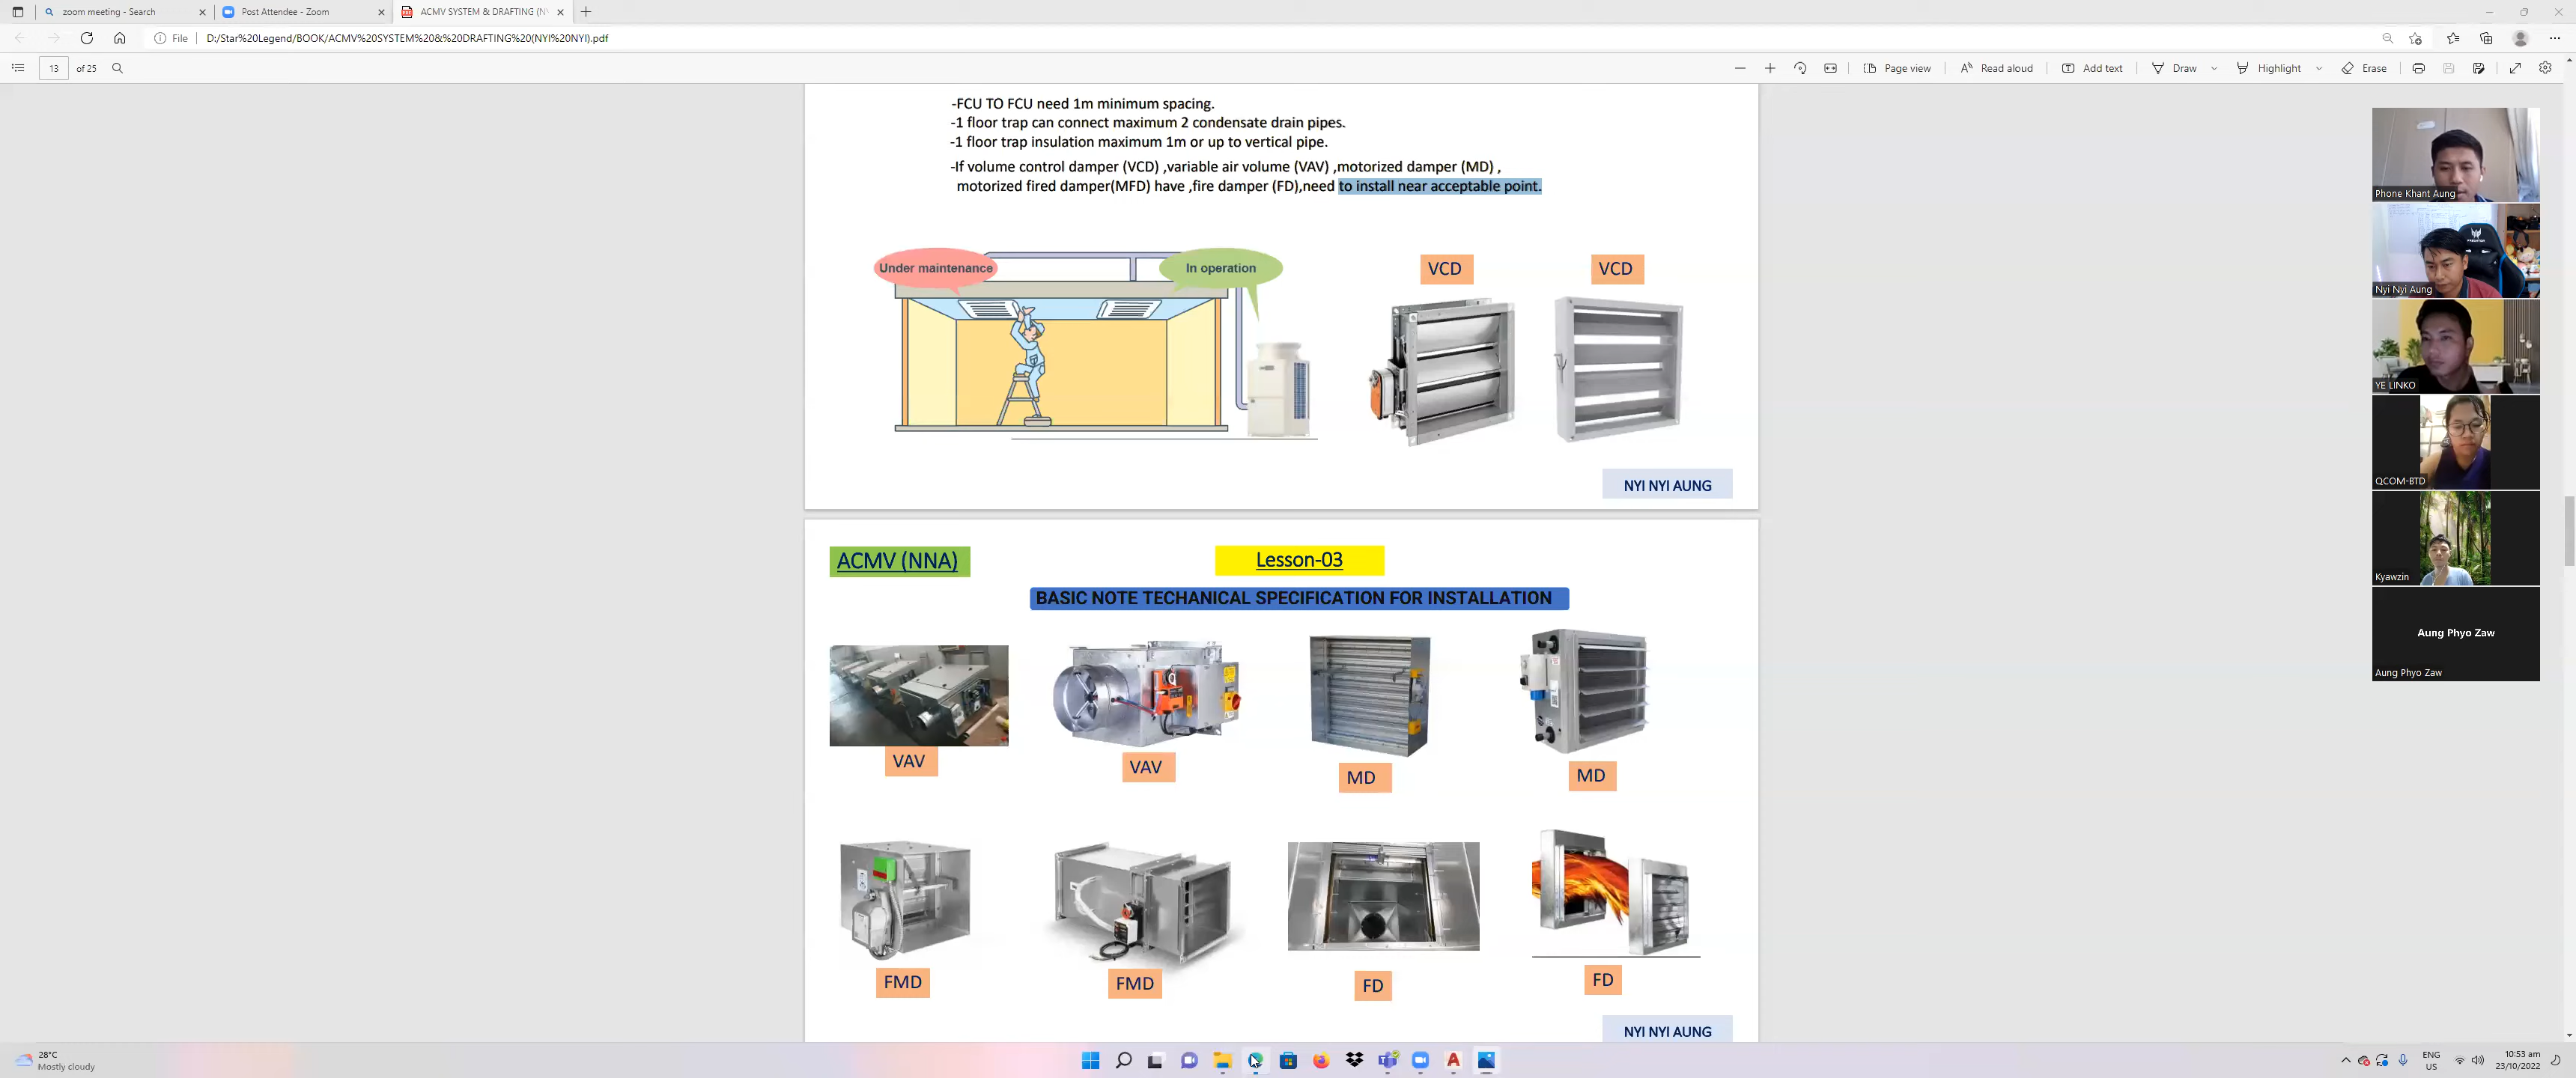 zoom meeting - Search
Post Attendee - Zoom
ACMV SYSTEM & DRAFTING (NY
File
D:/Star%20Legend/BOOK/ACMV%20SYSTEM%20&%20DRAFTING%20(NYI%20NYI).pdf
13 of 25
Page view
Read aloud
Add text
Draw
Highlight
Erase
-FCU TO FCU need 1m minimum spacing.
-1 floor trap can connect maximum 2 condensate drain pipes.
-1 floor trap insulation maximum 1m or up to vertical pipe.
-If volume control damper (VCD) ,variable air volume (VAV) ,motorized damper (MD) ,
motorized fired damper(MFD) have ,fire damper (FD),need to install near acceptable point.
Under maintenance
In operation
VCD
VCD
NYI NYI AUNG
ACMV (NNA)
Lesson-03
BASIC NOTE TECHANICAL SPECIFICATION FOR INSTALLATION
VAV
VAV
MD
MD
FMD
FMD
FD
FD
NYI NYI AUNG
Phone Khant Aung
Nyi Nyi Aung
YE LINKO
QCOM-BTD
Kyawzin
Aung Phyo Zaw
Aung Phyo Zaw
28°C
Mostly cloudy
ENG
US
10:53 am
23/10/2022